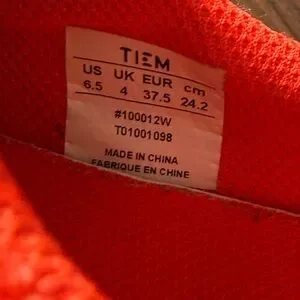 TIEM
US UK EUR cm
6.5 4 37.5 24.2
#100012W
T01001098
MADE IN CHINA
FABRIQUE EN CHINE